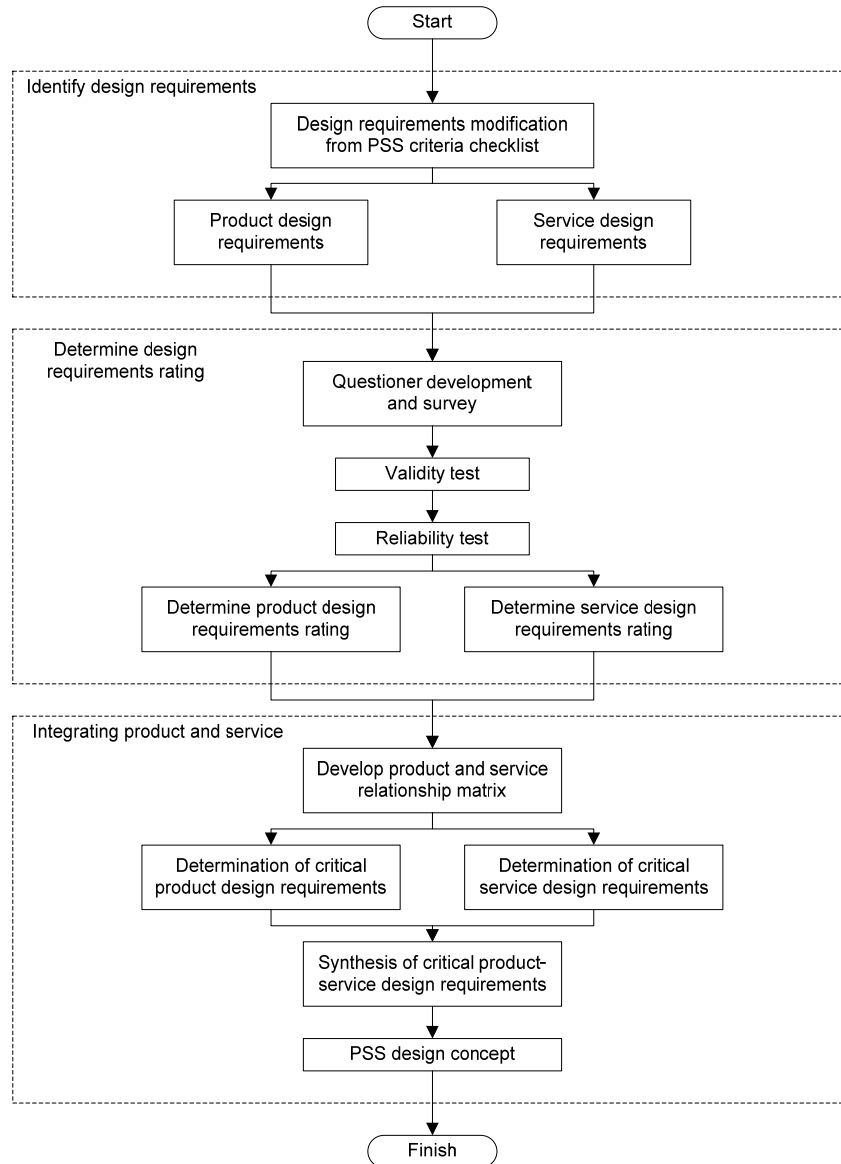 Start
Identify design requirements
Design requirements modification
from PSS criteria checklist
Product design
requirements
Service design
requirements
Determine design
requirements rating
Questioner development
and survey
Validity test
Reliability test
Determine product design
requirements rating
Determine service design
requirements rating
Integrating product and service
Develop product and service
relationship matrix
Determination of critical
product design requirements
Determination of critical
service design requirements
Synthesis of critical product-
service design requirements
PSS design concept
Finish